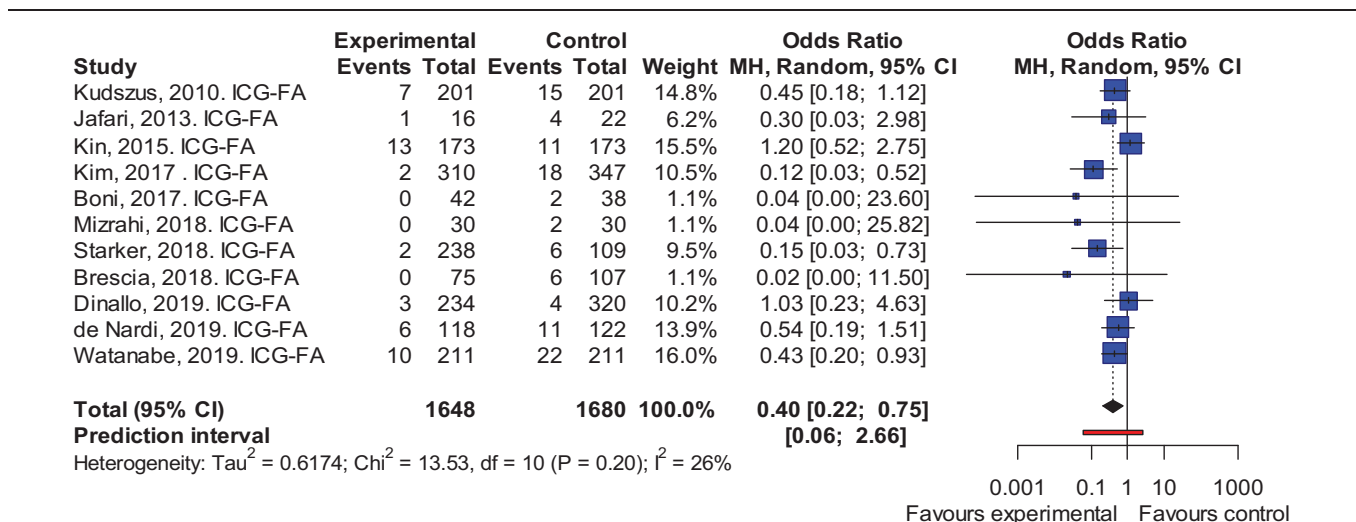 Experimental Control Odds Ratio Odds Ratio
Study Events Total Events Total Weight MH, Random, 95% CI MH, Random, 95% CI
Kudszus, 2010. ICG-FA 7 201 15 201 14.8% 0.45 [0.18; 1.12]
Jafari, 2013. ICG-FA 1 16 4 22 6.2% 0.30 [0.03; 2.98]
Kin, 2015. ICG-FA 13 173 11 173 15.5% 1.20 [0.52; 2.75]
Kim, 2017 . ICG-FA 2 310 18 347 10.5% 0.12 [0.03; 0.52]
Boni, 2017. ICG-FA 0 42 2 38 1.1% 0.04 [0.00; 23.60]
Mizrahi, 2018. ICG-FA 0 30 2 30 1.1% 0.04 [0.00; 25.82]
Starker, 2018. ICG-FA 2 238 6 109 9.5% 0.15 [0.03; 0.73]
Brescia, 2018. ICG-FA 0 75 6 107 1.1% 0.02 [0.00; 11.50]
Dinallo, 2019. ICG-FA 3 234 4 320 10.2% 1.03 [0.23; 4.63]
de Nardi, 2019. ICG-FA 6 118 11 122 13.9% 0.54 [0.19; 1.51]
Watanabe, 2019. ICG-FA 10 211 22 211 16.0% 0.43 [0.20; 0.93]
Total (95% CI) 1648 1680 100.0% 0.40 [0.22; 0.75]
Prediction interval [0.06; 2.66]
Heterogeneity: Tau² = 0.6174; Chi² = 13.53, df = 10 (P = 0.20); I² = 26%
0.001 0.1 1 10 1000
Favours experimental Favours control